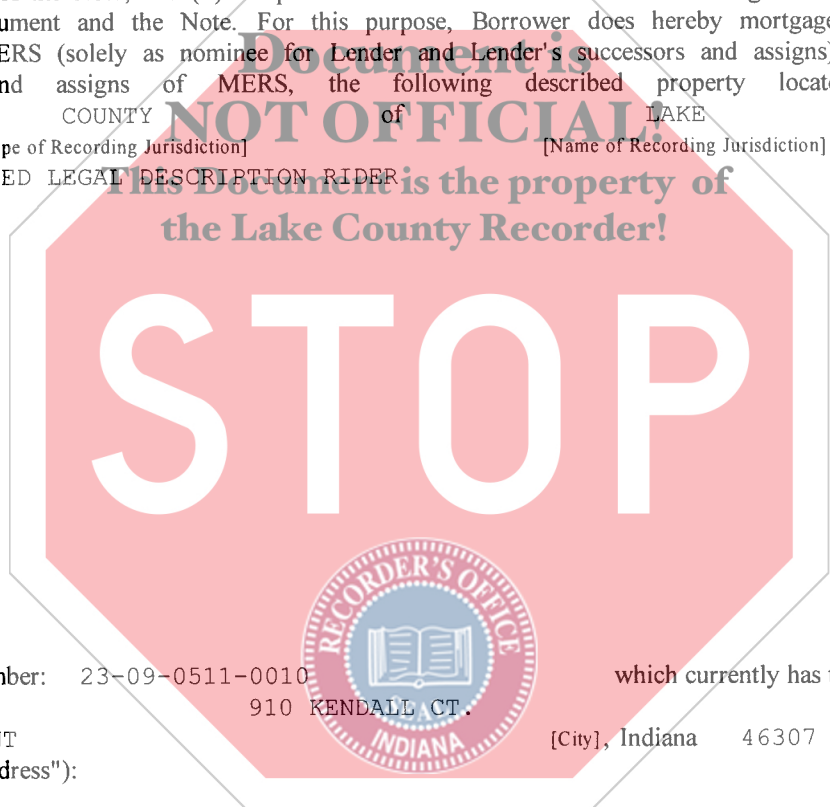 ument and the Note. For this purpose, Borrower does hereby mortgage
ERS (solely as nominee for Lender and Lender's successors and assigns)
nd assigns of MERS, the following described property locat
Document is
COUNTY of LAKE
NOT OFFICIAL!
pe of Recording Jurisdiction] [Name of Recording Jurisdiction]
ED LEGAL DESCRIPTION RIDER
This Document is the property of
the Lake County Recorder!
STOP
RECORDER'S OFFICE
mber: 23-09-0511-0010 which currently has
910 KENDALL CT.
INDIANA
[City], Indiana 46307
dress"):